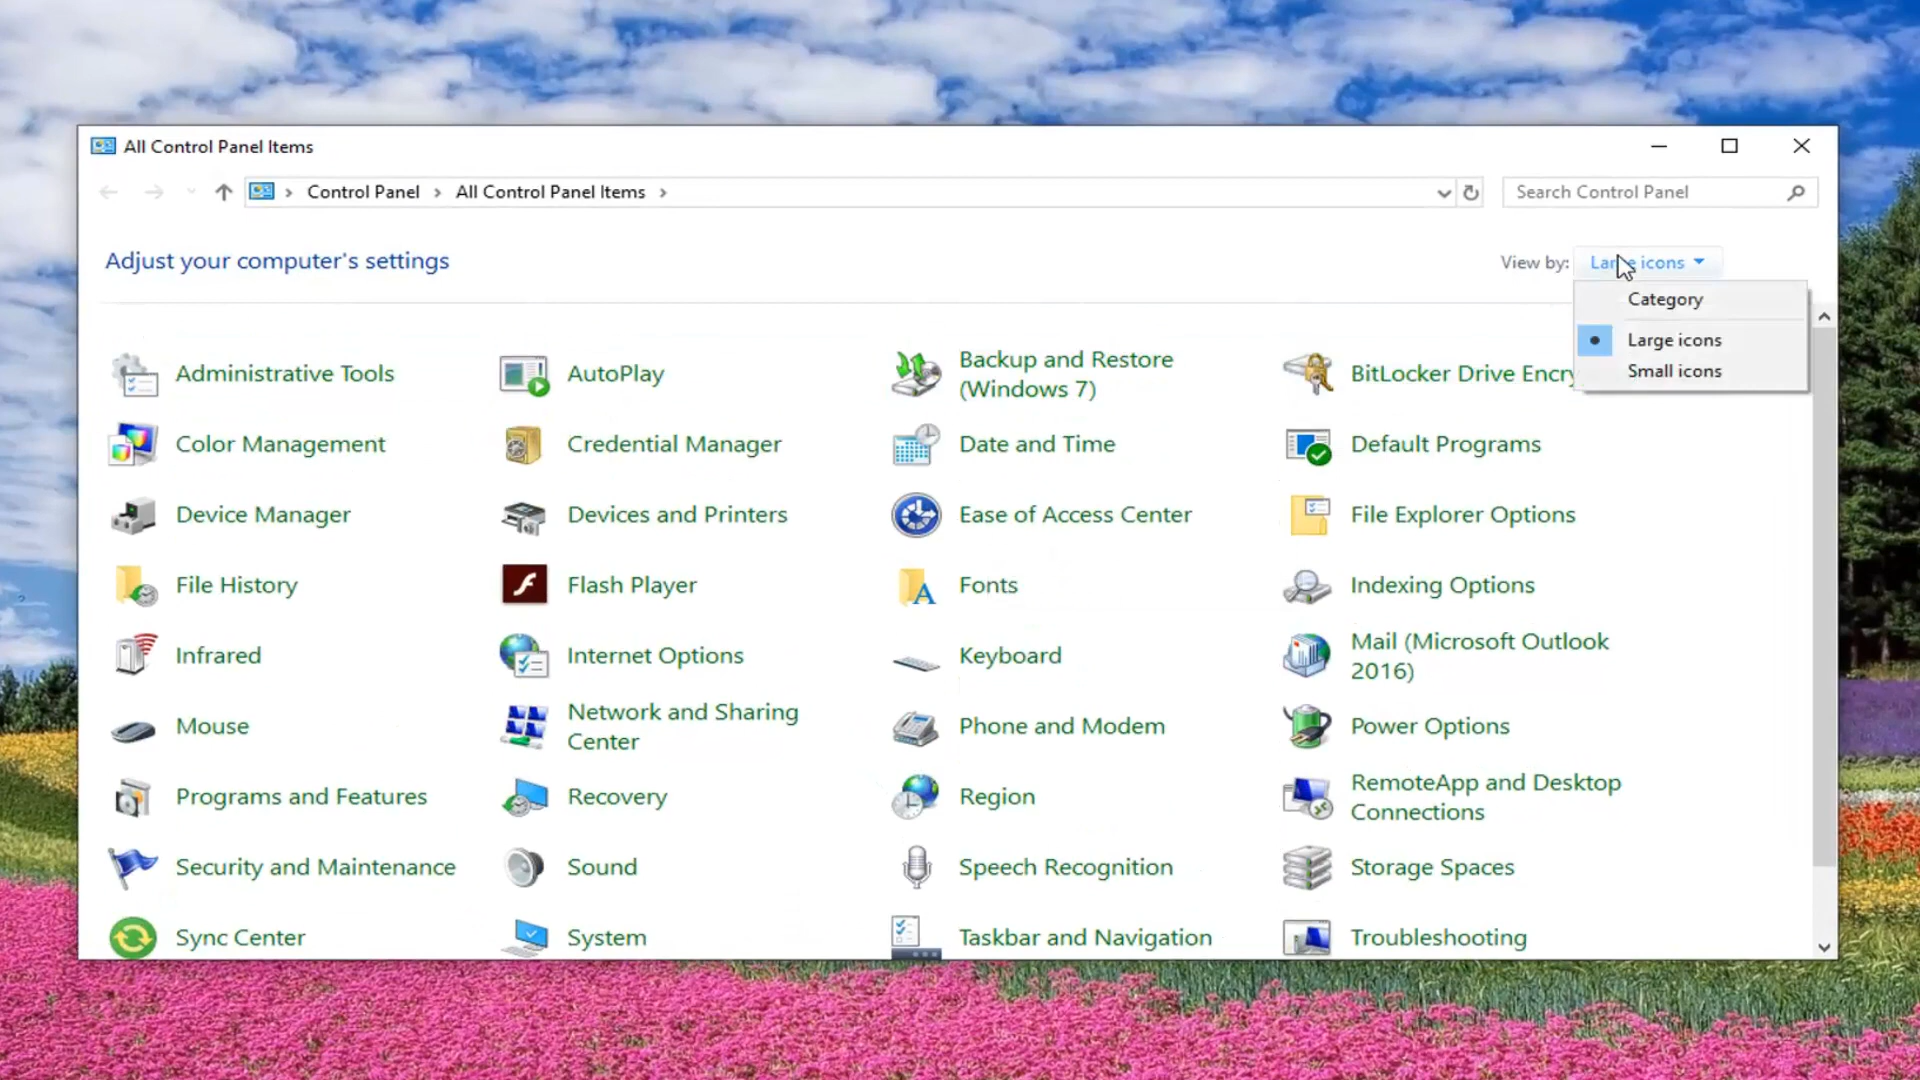 All Control Panel Items
Control Panel
All Control Panel Items
Search Control Panel
Adjust your computer's settings
View by:
Large icons
Category
Large icons
Small icons
Administrative Tools
AutoPlay
Backup and Restore
(Windows 7)
BitLocker Drive Encry
Color Management
Credential Manager
Date and Time
Default Programs
Device Manager
Devices and Printers
Ease of Access Center
File Explorer Options
File History
Flash Player
Fonts
Indexing Options
Infrared
Internet Options
Keyboard
Mail (Microsoft Outlook
2016)
Mouse
Network and Sharing
Center
Phone and Modem
Power Options
Programs and Features
Recovery
Region
RemoteApp and Desktop
Connections
Security and Maintenance
Sound
Speech Recognition
Storage Spaces
Sync Center
System
Taskbar and Navigation
Troubleshooting